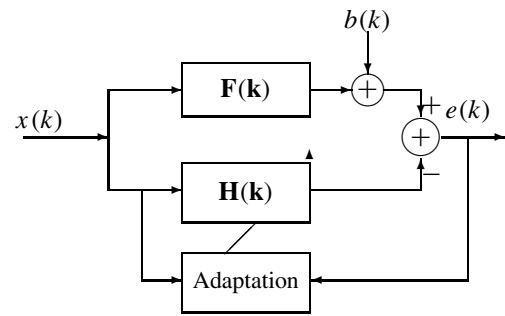 b(k)
F(k)
+
+
x(k)
e(k)
+
H(k)
−
Adaptation